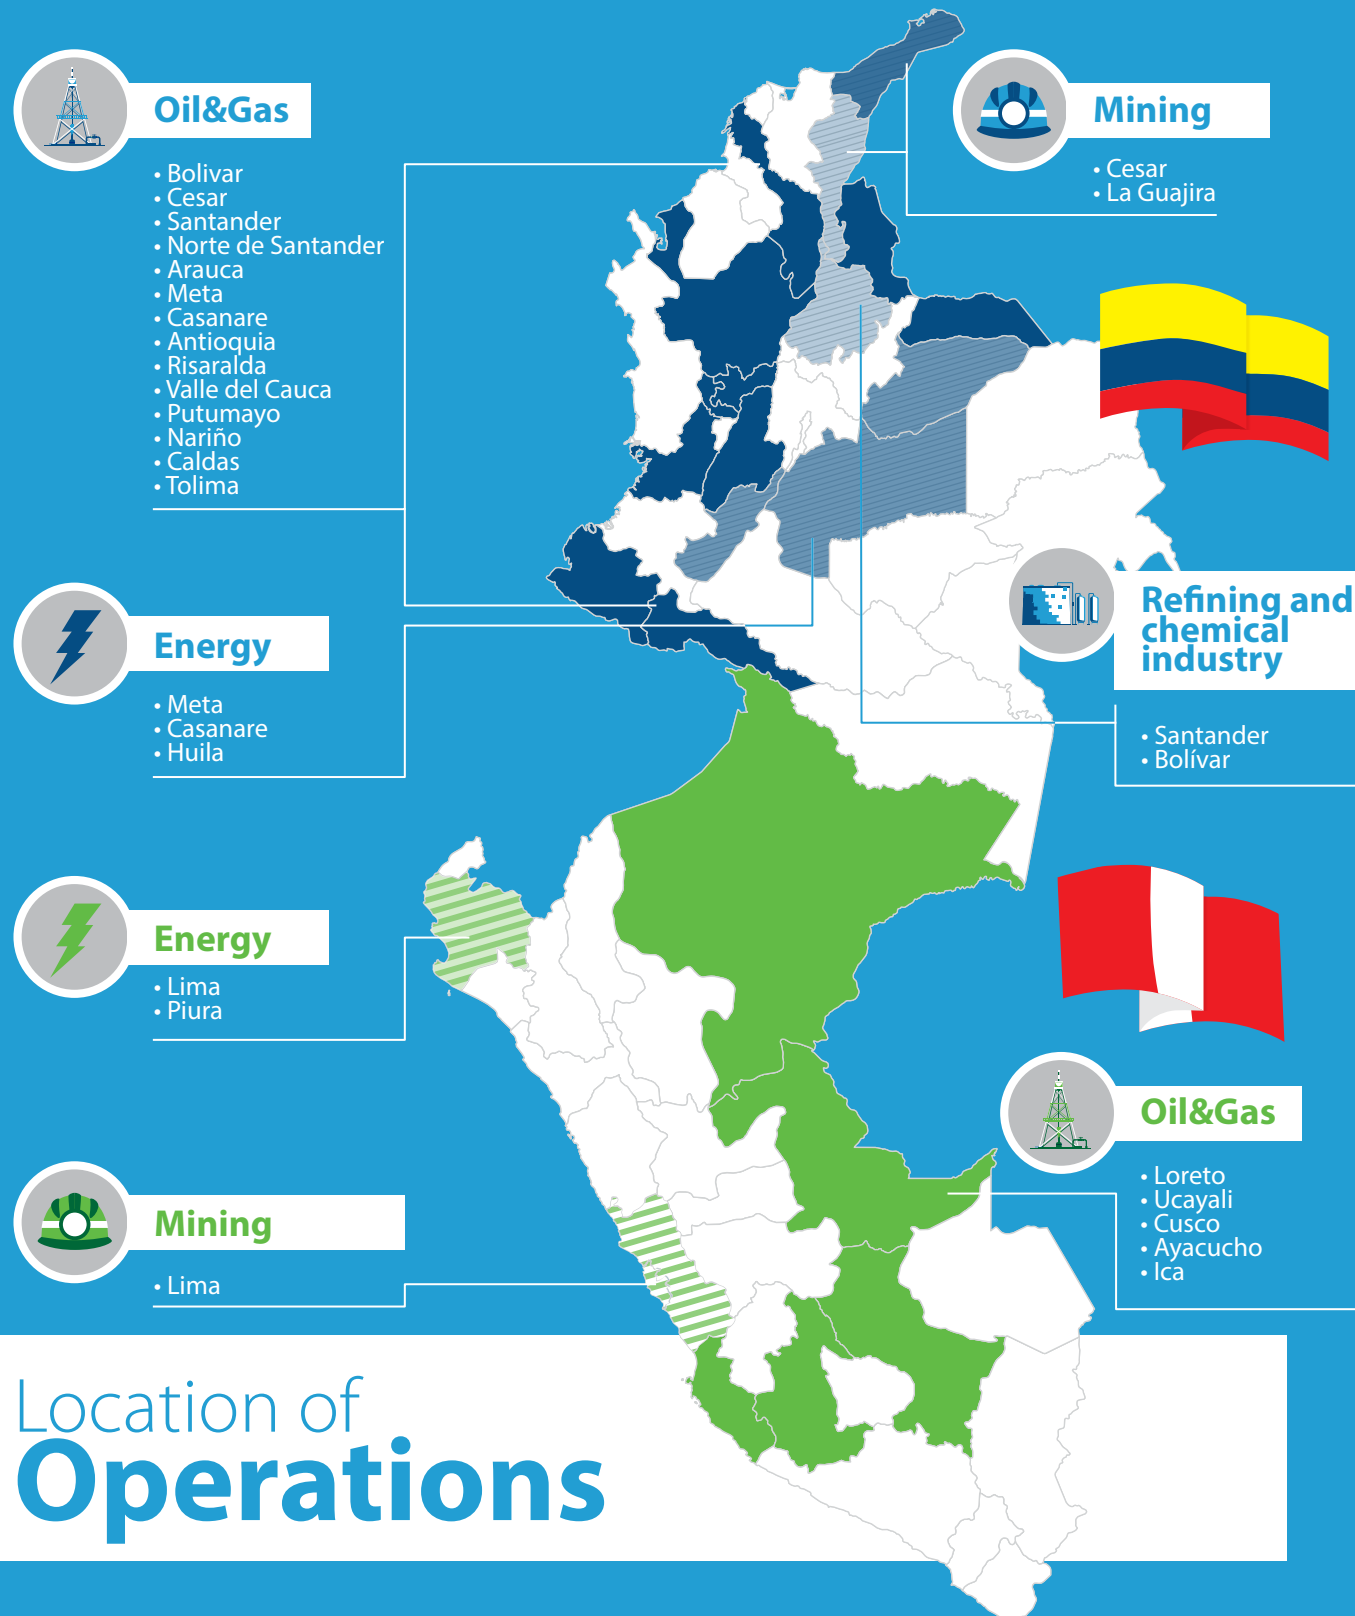 Oil&Gas
• Bolivar
• Cesar
• Santander
• Norte de Santander
• Arauca
• Meta
• Casanare
• Antioquia
• Risaralda
• Valle del Cauca
• Putumayo
• Nariño
• Caldas
• Tolima
Mining
• Cesar
• La Guajira
Energy
• Meta
• Casanare
• Huila
Refining and
chemical
industry
• Santander
• Bolívar
Energy
• Lima
• Piura
Oil&Gas
• Loreto
• Ucayali
• Cusco
• Ayacucho
• Ica
Mining
• Lima
Location of
Operations